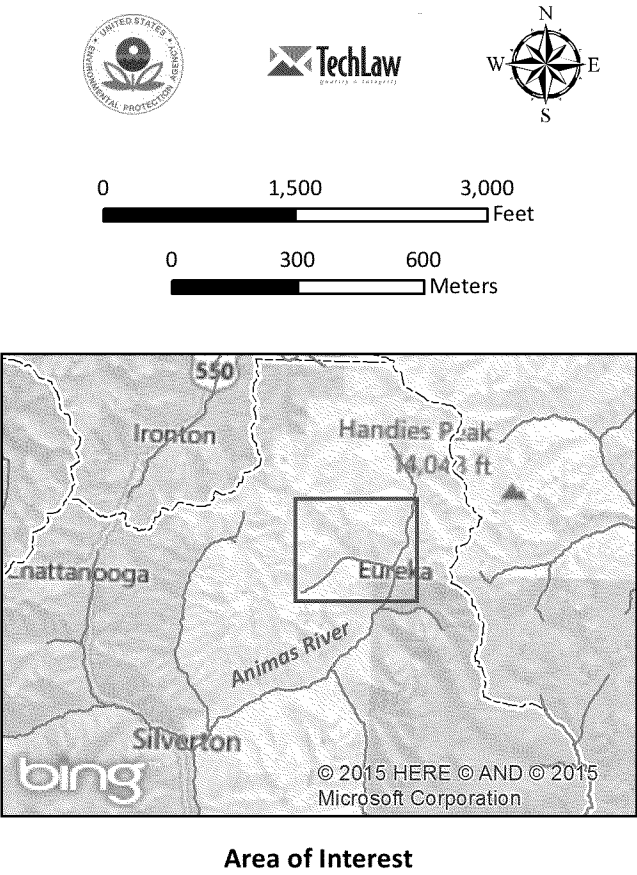 UNITED STATES
ENVIRONMENTAL PROTECTION AGENCY
TechLaw
Quality & Integrity
N
W E
S
0 1,500 3,000
Feet
0 300 600
Meters
550
Ironton
Handies Peak
14,048 ft
Chattanooga
Eureka
Animas River
Silverton
bing
© 2015 HERE © AND © 2015
Microsoft Corporation
Area of Interest